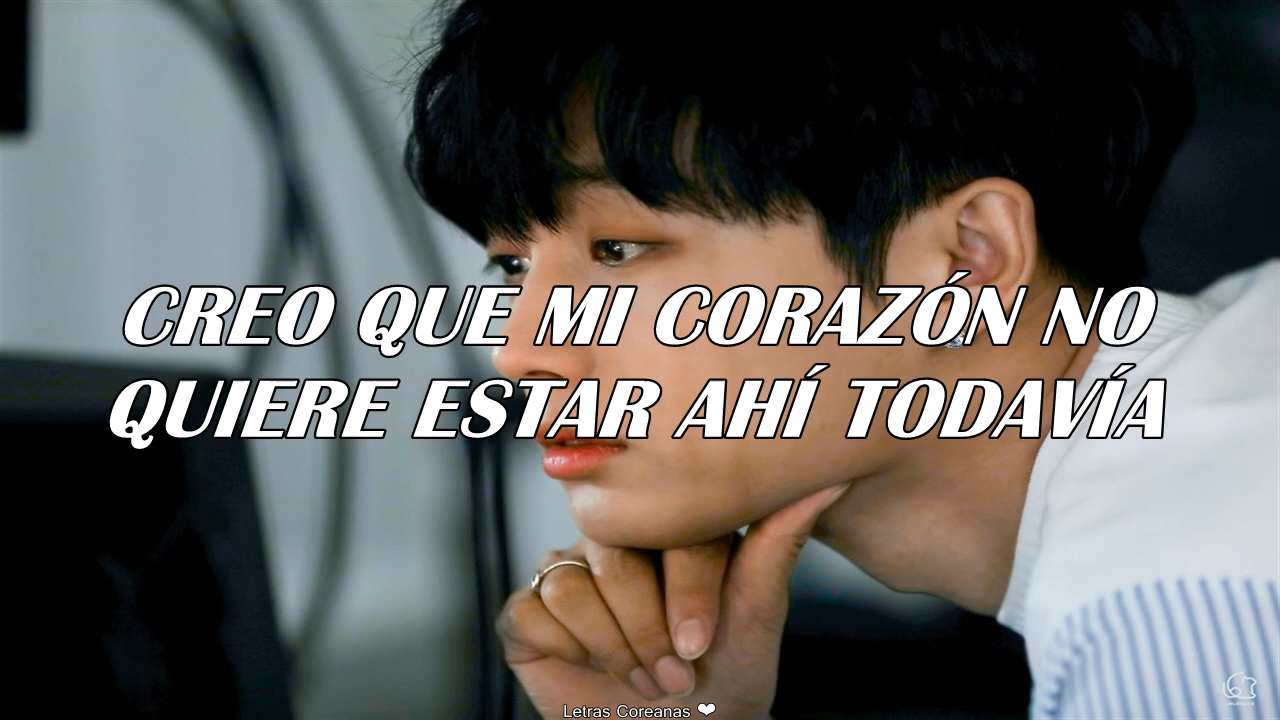 CREO QUE MI CORAZÓN NO
QUIERE ESTAR AHÍ TODAVÍA
Letras Coreanas ❤